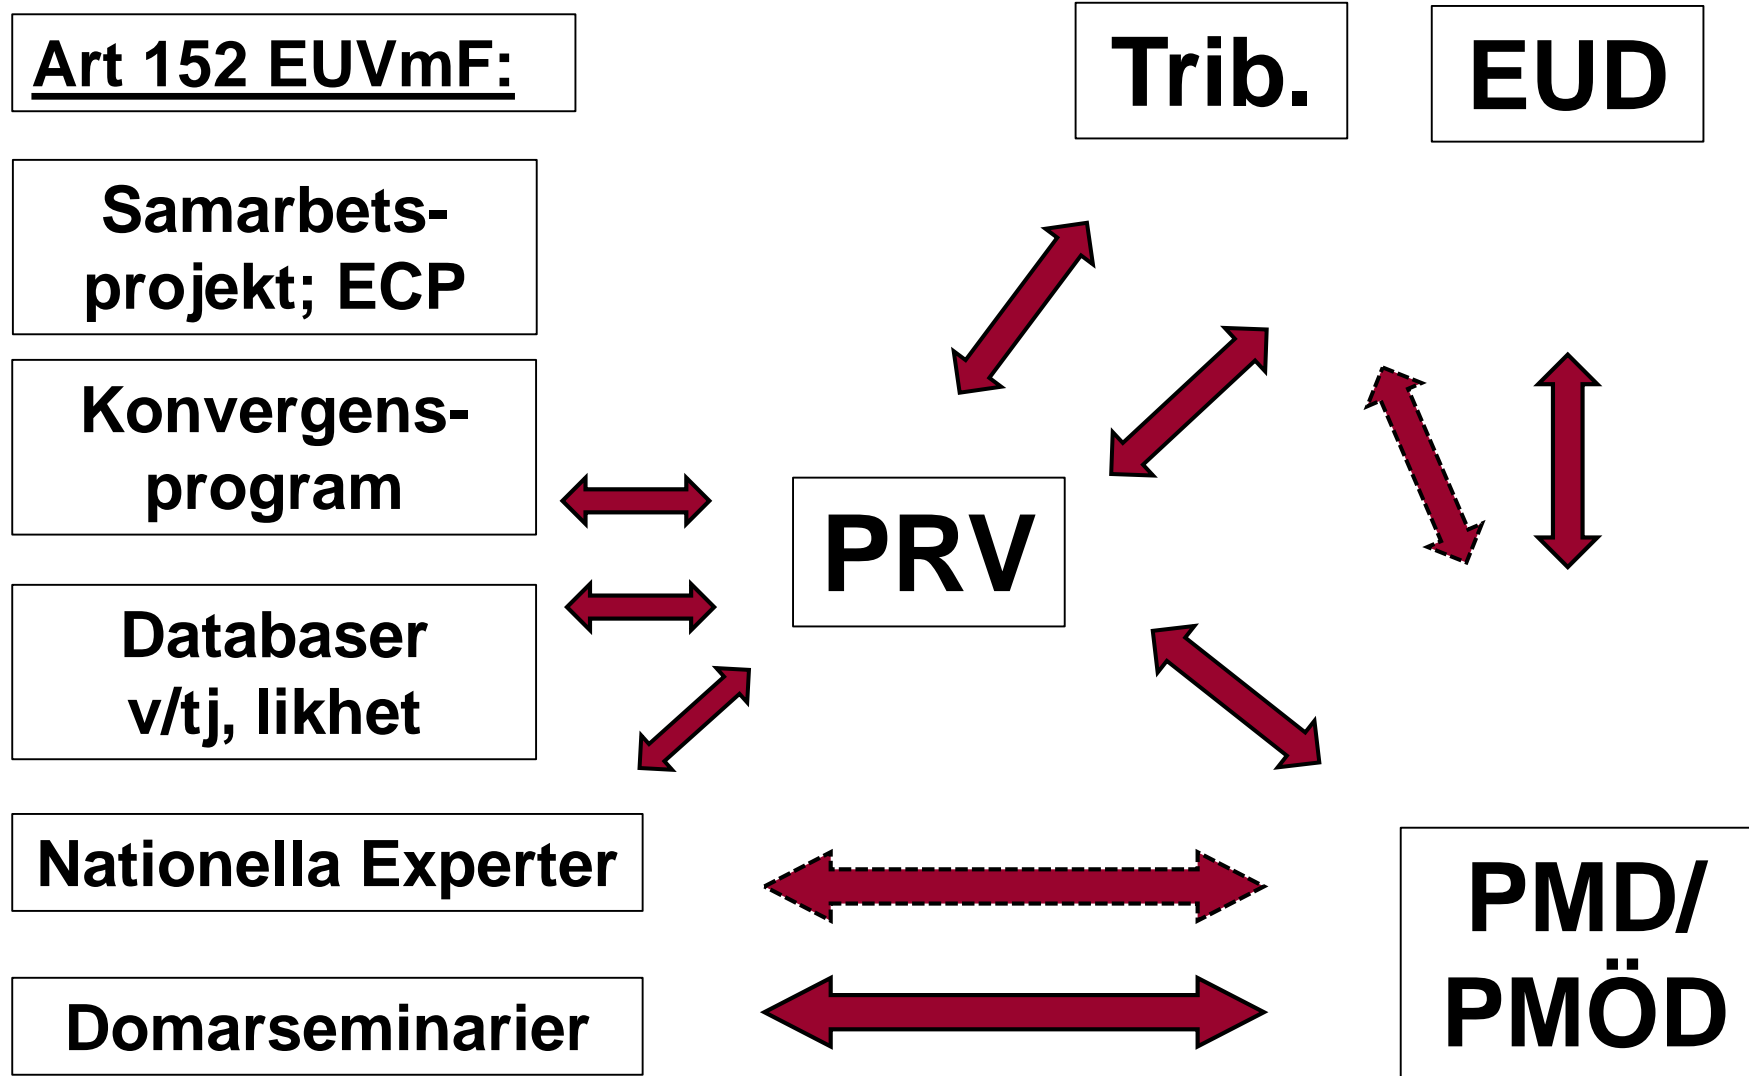 Art 152 EUVmF:
Trib.
EUD
Samarbets-
projekt; ECP
Konvergens-
program
PRV
Databaser
v/tj, likhet
Nationella Experter
PMD/
PMÖD
Domarseminarier